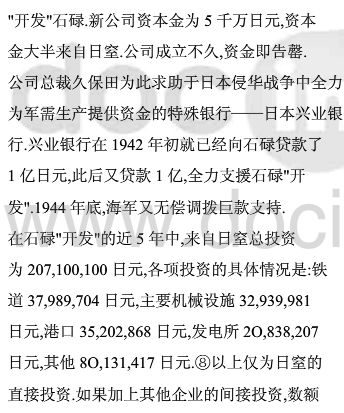 "开发"石碌.新公司资本金为 5 千万日元,资本
金大半来自日窒.公司成立不久,资金即告罄.
公司总裁久保田为此求助于日本侵华战争中全力
为军需生产提供资金的特殊银行——日本兴业银
行.兴业银行在 1942 年初就已经向石碌贷款了
1 亿日元,此后又贷款 1 亿,全力支援石碌"开
发".1944 年底,海军又无偿调拨巨款支持.
在石碌"开发"的近 5 年中,来自日窒总投资
为 207,100,100 日元,各项投资的具体情况是:铁
道 37,989,704 日元,主要机械设施 32,939,981
日元,港口 35,202,868 日元,发电所 2O,838,207
日元,其他 8O,131,417 日元.⑧以上仅为日窒的
直接投资.如果加上其他企业的间接投资,数额